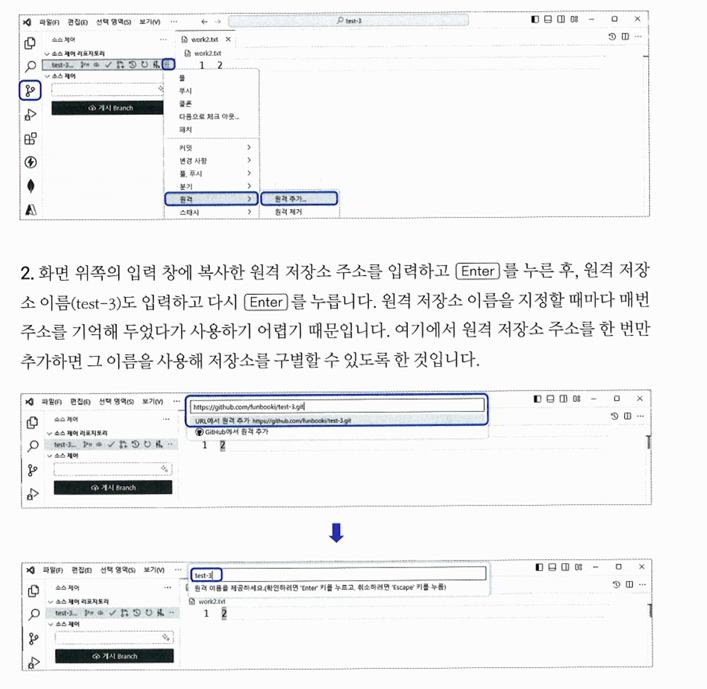 파일(F) 편집(E) 선택 영역(S) 보기(V) ··· ← → test-3
소스 제어 ··· work2.txt ×
소스 제어 리포지토리 work2.txt
test-3... 1 2
소스 제어
게시 Branch
풀
푸시
클론
다음으로 체크 아웃...
페치
커밋 >
변경 사항 >
풀, 푸시 >
분기 >
원격 > 원격 추가...
스태시 > 원격 제거
2. 화면 위쪽의 입력 창에 복사한 원격 저장소 주소를 입력하고 Enter 를 누른 후, 원격 저장
소 이름(test-3)도 입력하고 다시 Enter 를 누릅니다. 원격 저장소 이름을 지정할 때마다 매번
주소를 기억해 두었다가 사용하기 어렵기 때문입니다. 여기에서 원격 저장소 주소를 한 번만
추가하면 그 이름을 사용해 저장소를 구별할 수 있도록 한 것입니다.
파일(F) 편집(E) 선택 영역(S) 보기(V) ···
https://github.com/funbooki/test-3.git
소스 제어
URL에서 원격 추가 https://github.com/funbooki/test-3.git
소스 제어 리포지토리
GitHub에서 원격 추가
test-3... 1 2
소스 제어
게시 Branch
파일(F) 편집(E) 선택 영역(S) 보기(V) ···
test-3
소스 제어 ···
원격 이름을 제공하세요.(확인하려면 'Enter' 키를 누르고, 취소하려면 'Escape' 키를 누름)
소스 제어 리포지토리 work2.txt
test-3... 1 2
소스 제어
게시 Branch